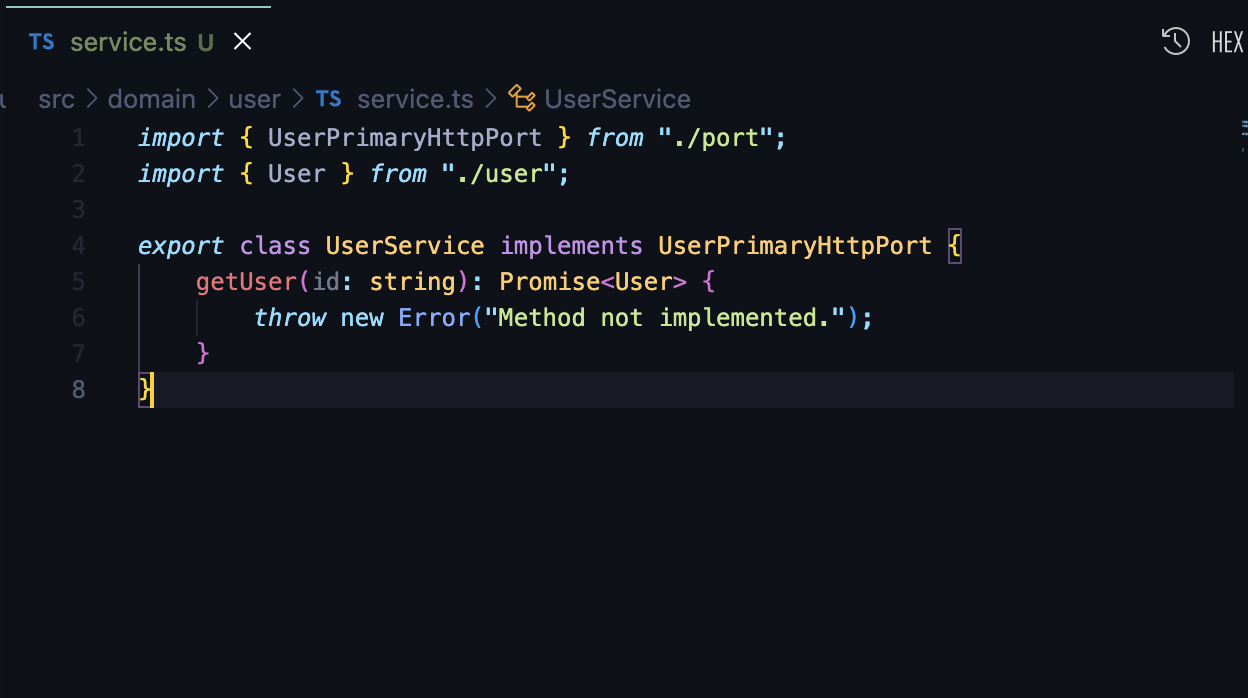 TS service.ts U
HEX
src > domain > user > TS service.ts > UserService
1 import { UserPrimaryHttpPort } from "./port";
2 import { User } from "./user";
3
4 export class UserService implements UserPrimaryHttpPort {
5     getUser(id: string): Promise<User> {
6         throw new Error("Method not implemented.");
7     }
8 }